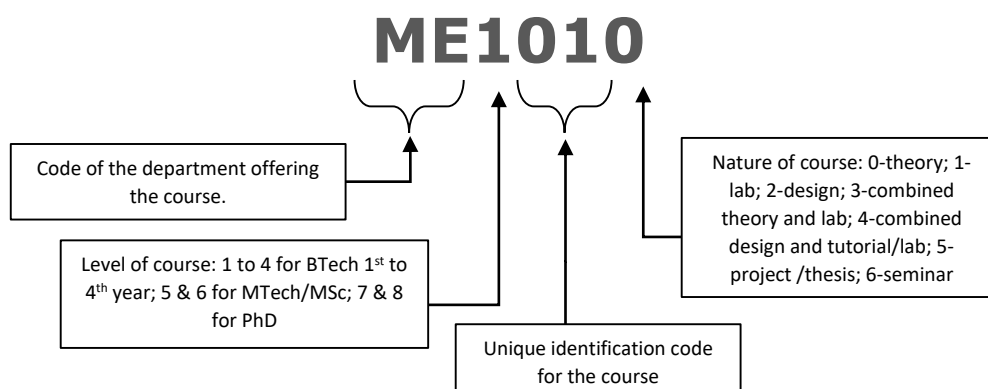 ME1010
Code of the department offering
the course.
Nature of course: 0-theory; 1-
lab; 2-design; 3-combined
theory and lab; 4-combined
design and tutorial/lab; 5-
project /thesis; 6-seminar
Level of course: 1 to 4 for BTech 1st to
4th year; 5 & 6 for MTech/MSc; 7 & 8
for PhD
Unique identification code
for the course